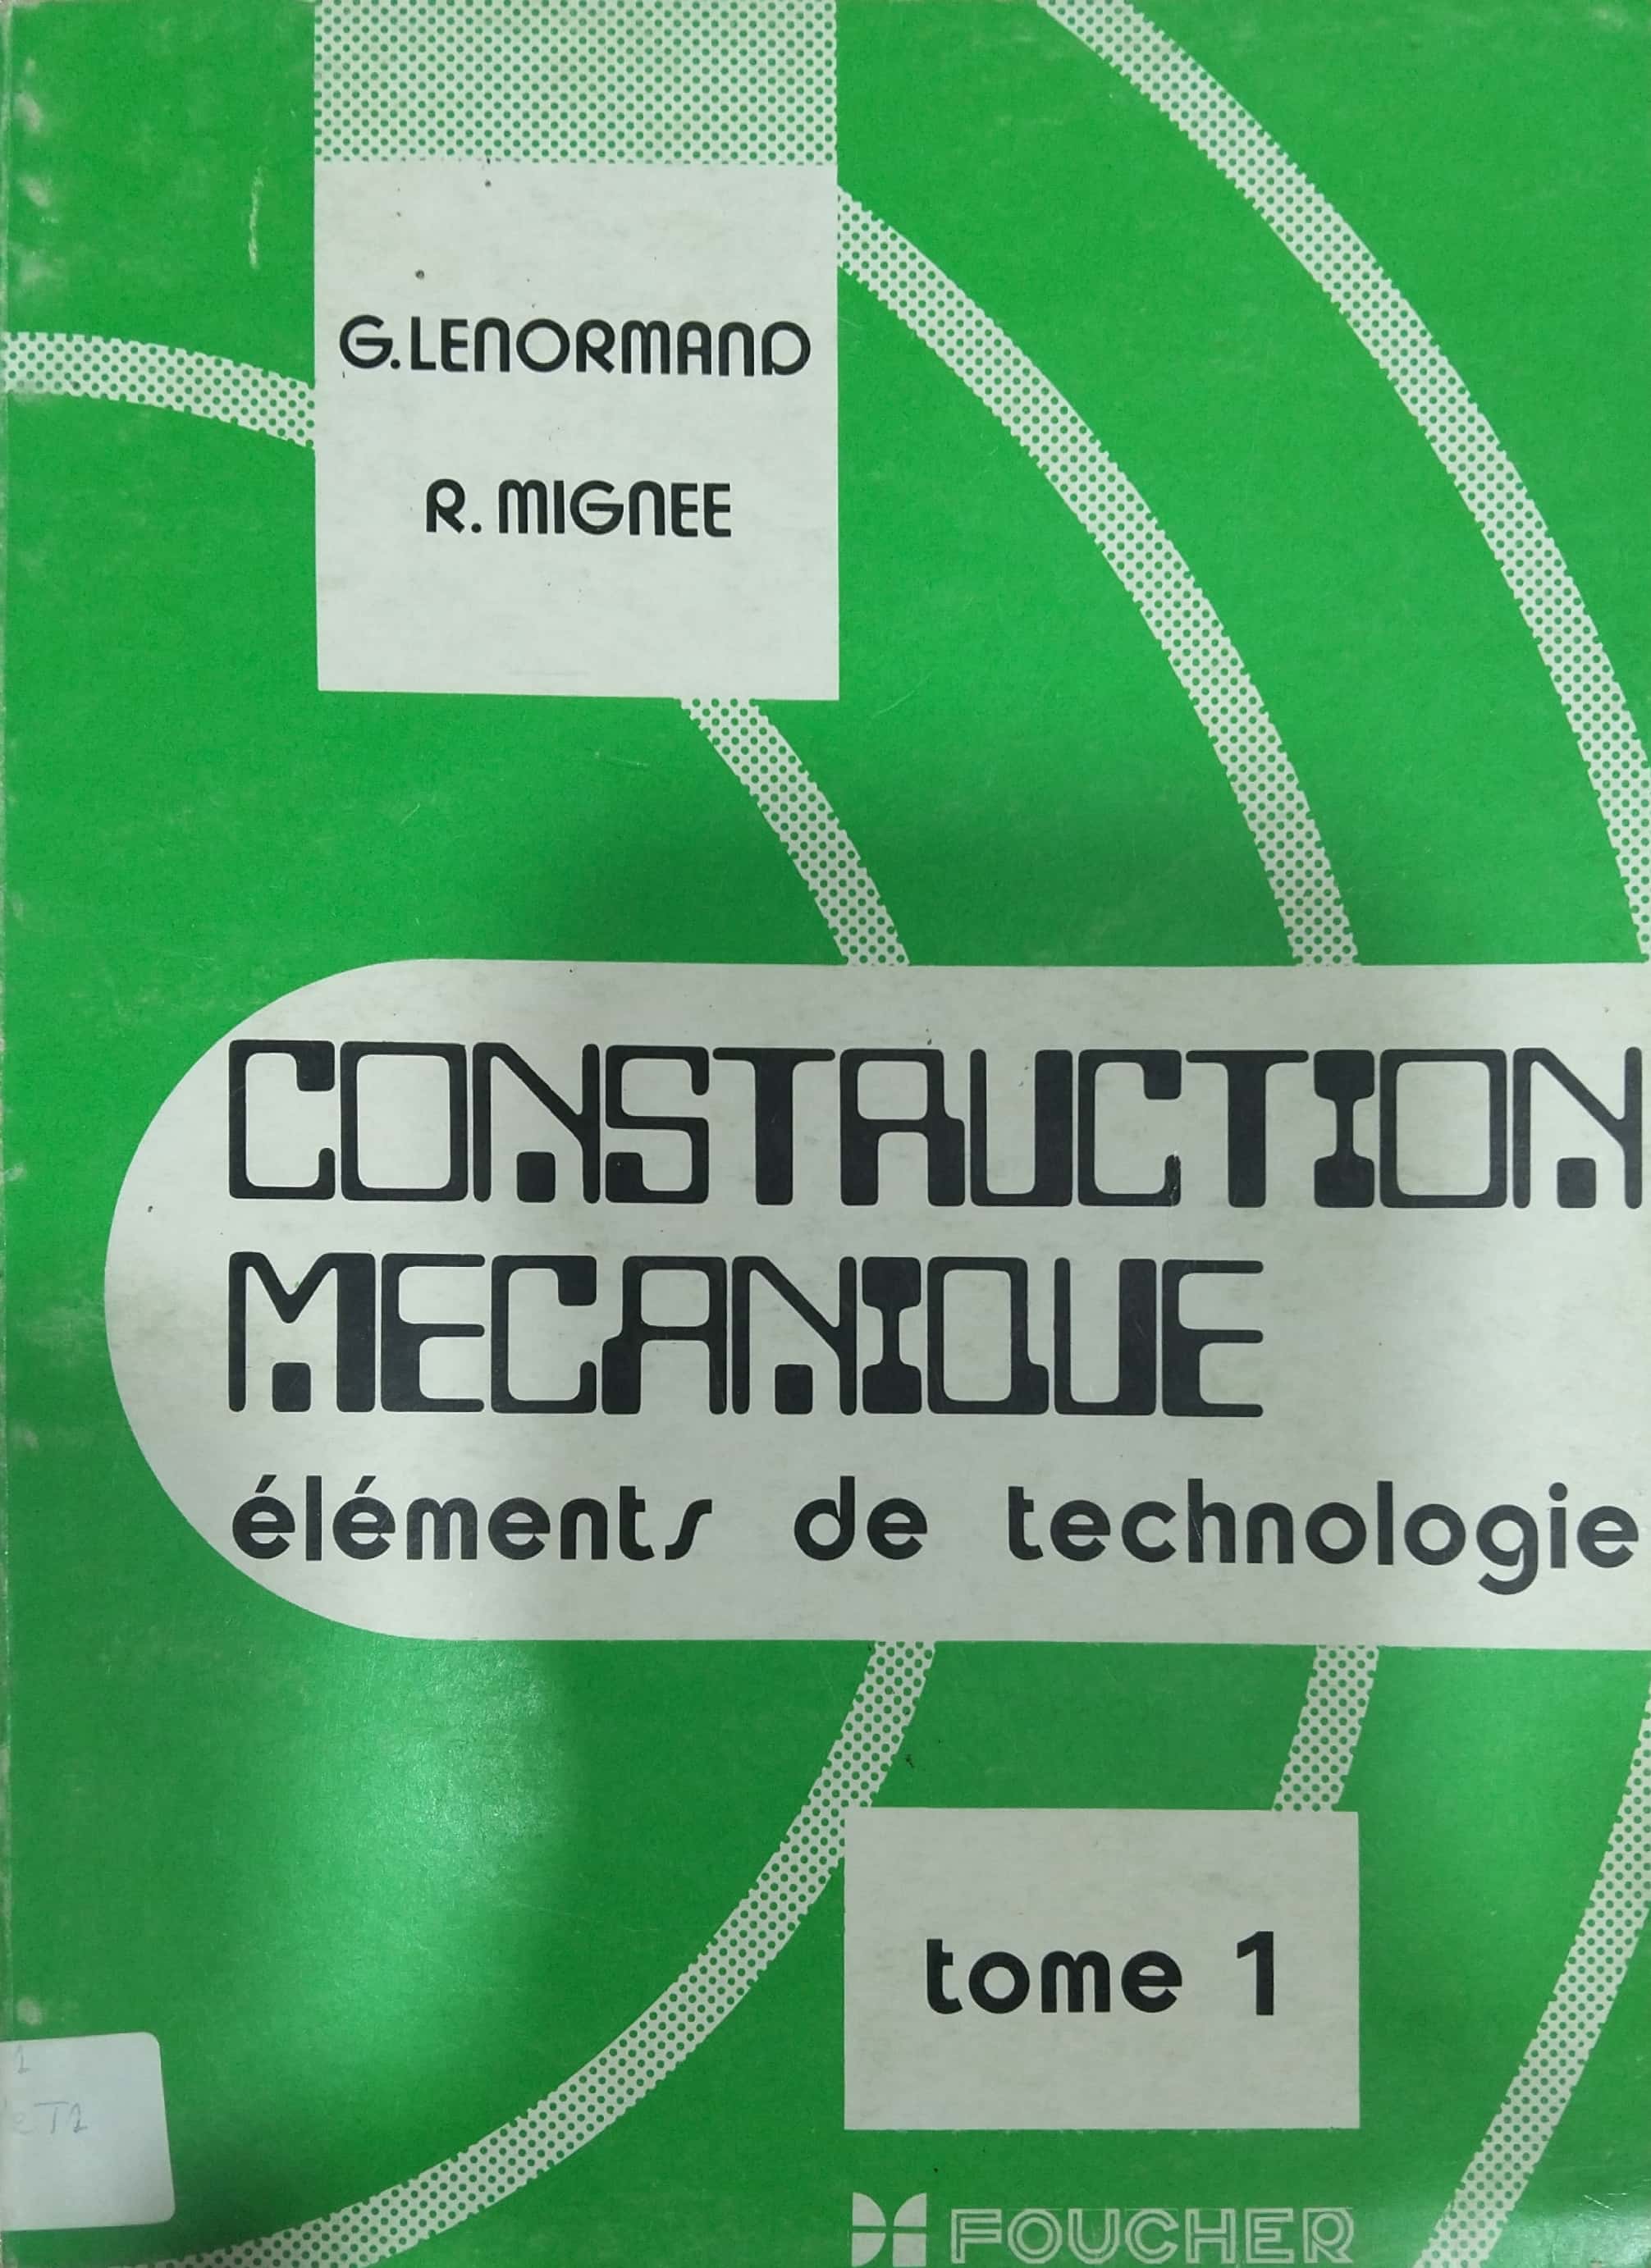 G. LENORMAND
R. MIGNEE
CONSTRUCTION
MECANIQUE
éléments de technologie
tome 1
FOUCHER